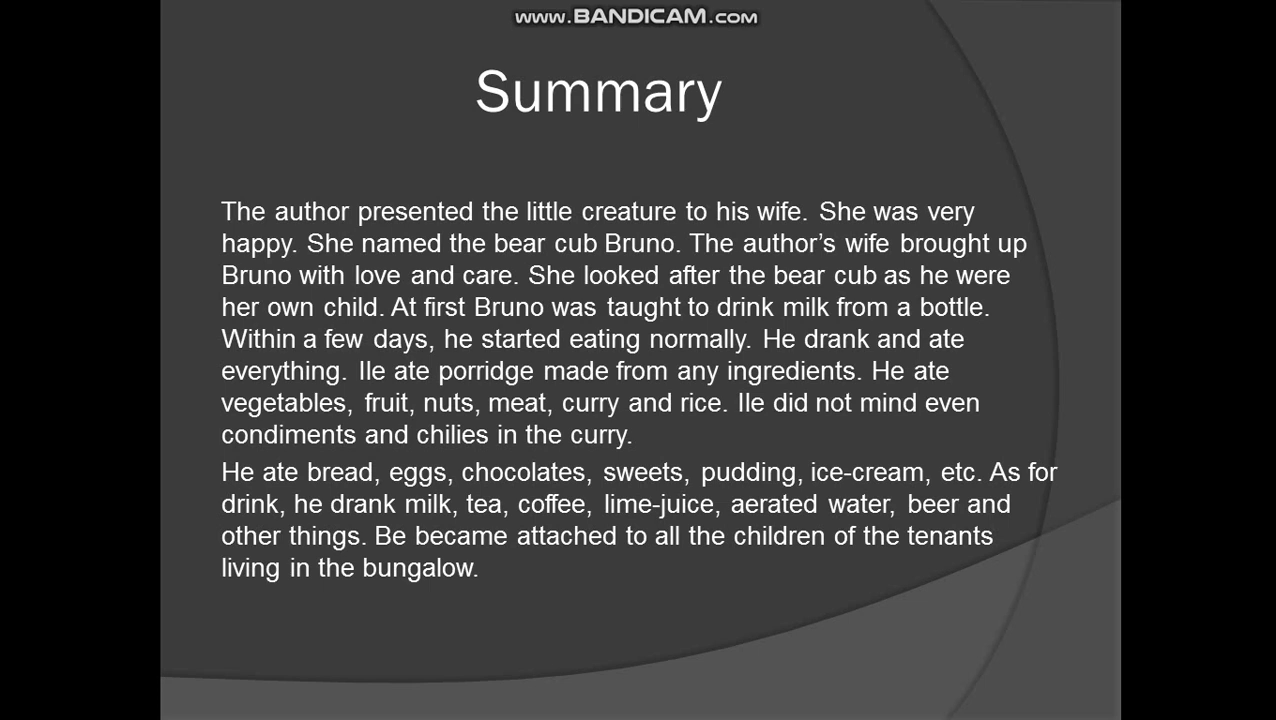 www.BANDICAM.com
Summary
The author presented the little creature to his wife. She was very
happy. She named the bear cub Bruno. The author’s wife brought up
Bruno with love and care. She looked after the bear cub as he were
her own child. At first Bruno was taught to drink milk from a bottle.
Within a few days, he started eating normally. He drank and ate
everything. Ile ate porridge made from any ingredients. He ate
vegetables, fruit, nuts, meat, curry and rice. Ile did not mind even
condiments and chilies in the curry.
He ate bread, eggs, chocolates, sweets, pudding, ice-cream, etc. As for
drink, he drank milk, tea, coffee, lime-juice, aerated water, beer and
other things. Be became attached to all the children of the tenants
living in the bungalow.